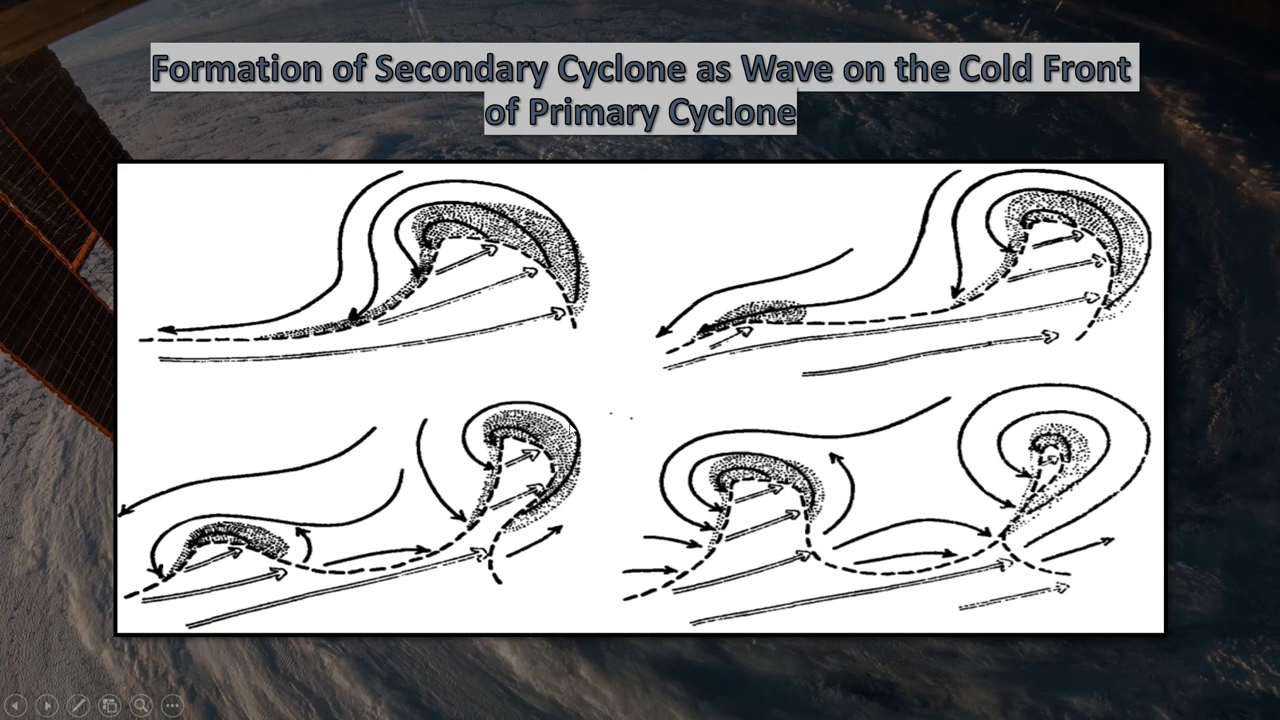 Formation of Secondary Cyclone as Wave on the Cold Front
of Primary Cyclone